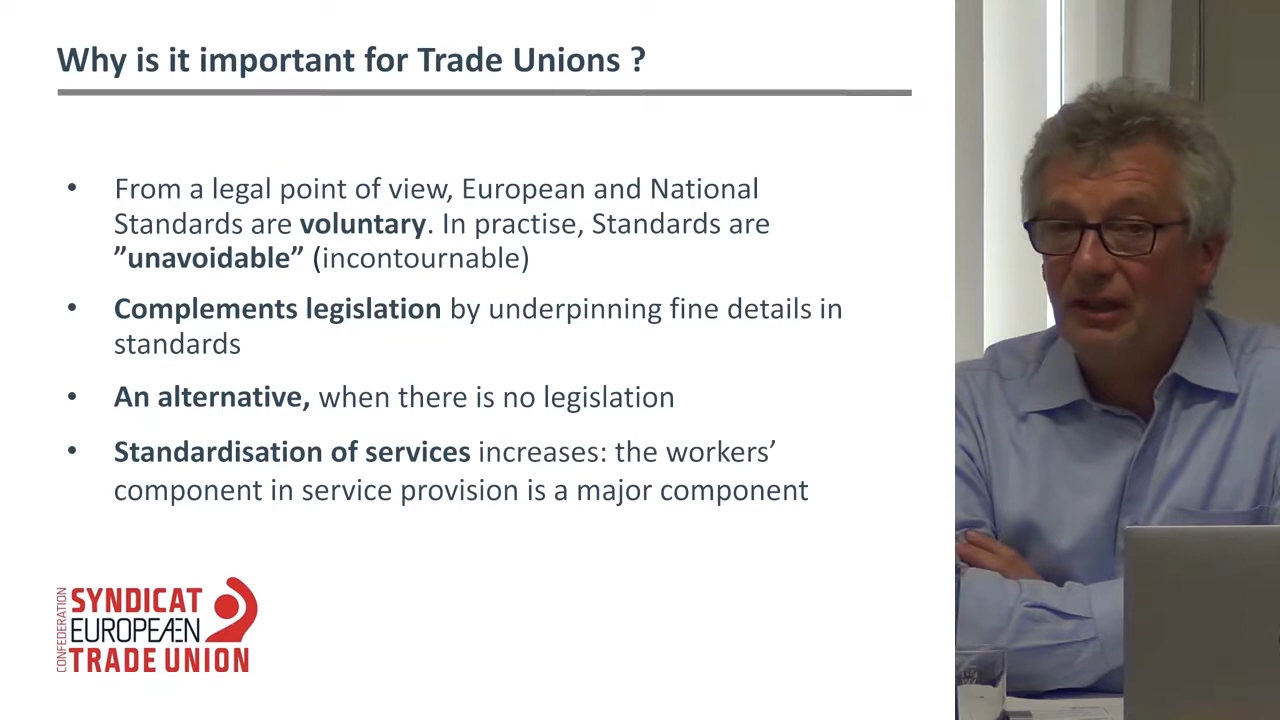 Why is it important for Trade Unions ?
• From a legal point of view, European and National
Standards are voluntary. In practise, Standards are
”unavoidable” (incontournable)
• Complements legislation by underpinning fine details in
standards
• An alternative, when there is no legislation
• Standardisation of services increases: the workers’
component in service provision is a major component
CONFEDERATION
SYNDICAT
EUROPEÆN
TRADE UNION